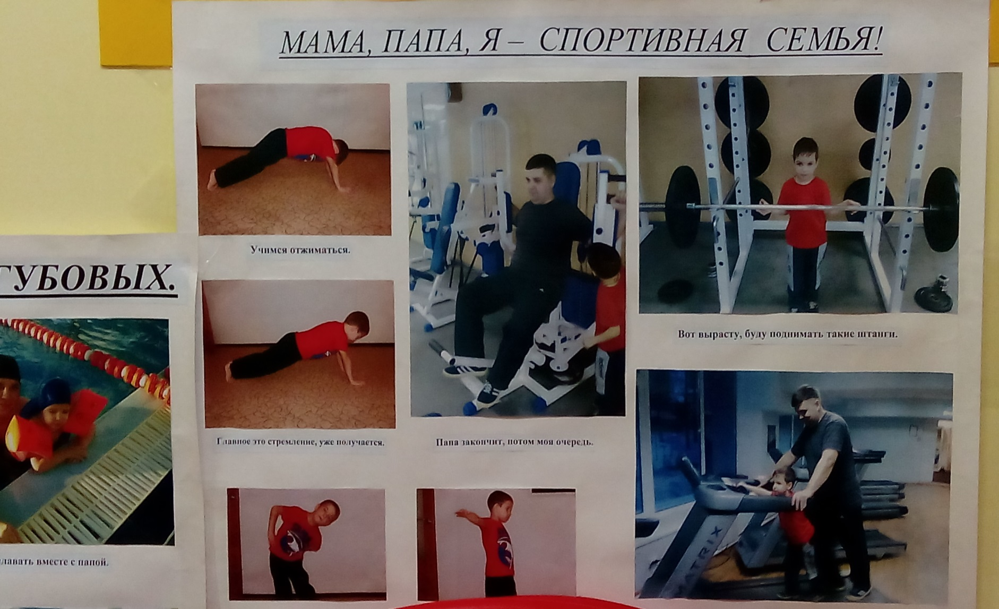 МАМА, ПАПА, Я – СПОРТИВНАЯ СЕМЬЯ!
Учимся отжиматься.
ГУБОВЫХ.
Вот вырасту, буду поднимать такие штанги.
Главное это стремление, уже получается.
Папа закончит, потом моя очередь.
лавать вместе с папой.
MATRIX